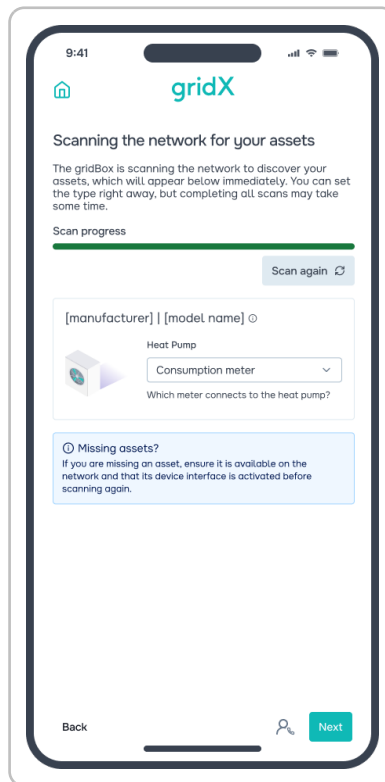 9:41
gridX
Scanning the network for your assets
The gridBox is scanning the network to discover your
assets, which will appear below immediately. You can set
the type right away, but completing all scans may take
some time.
Scan progress
Scan again
[manufacturer] | [model name]
Heat Pump
Consumption meter
Which meter connects to the heat pump?
Missing assets?
If you are missing an asset, ensure it is available on the
network and that its device interface is activated before
scanning again.
Back
Next